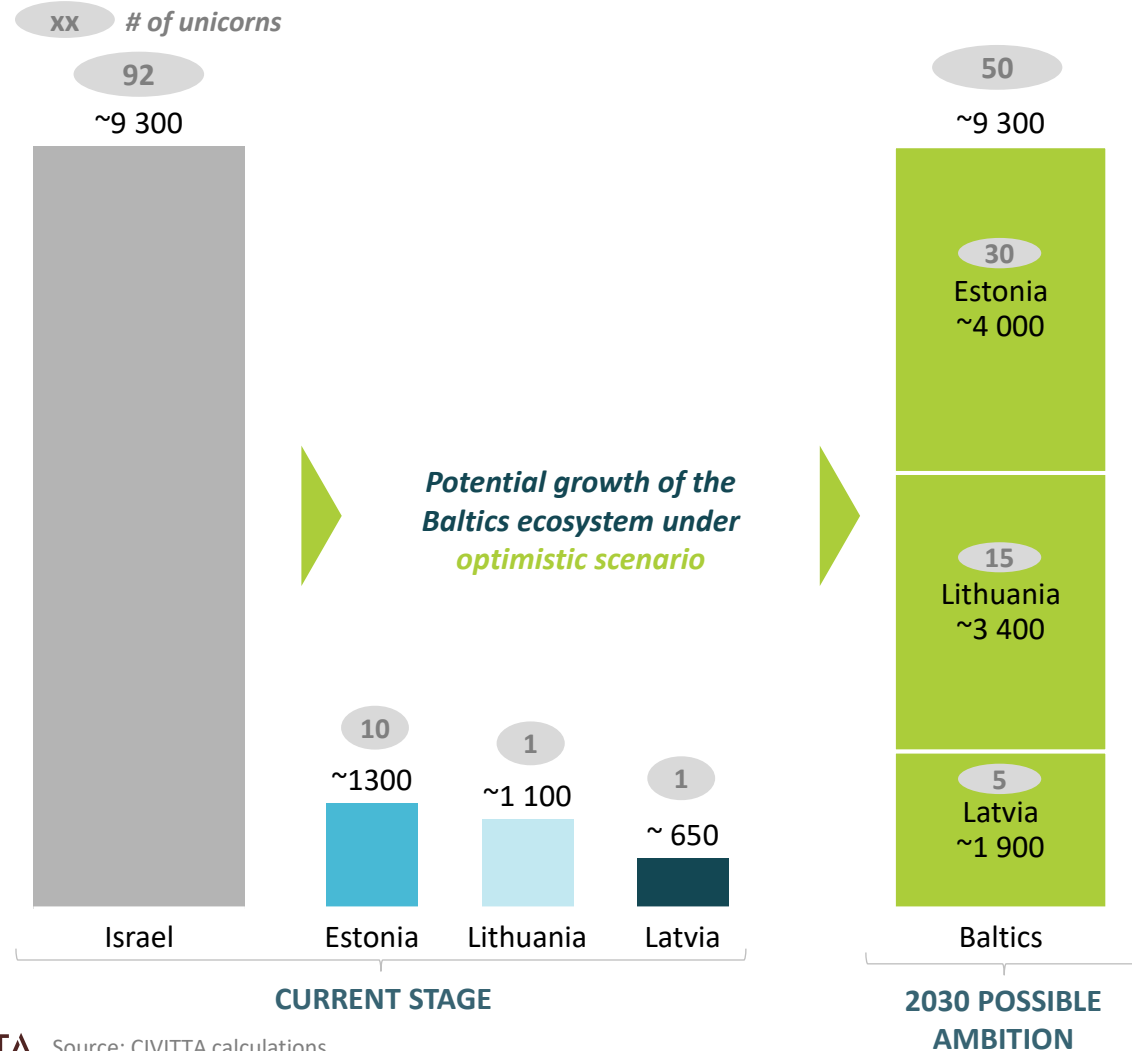 xx # of unicorns
92
~9 300
50
~9 300
30
Estonia
~4 000
Potential growth of the
Baltics ecosystem under
optimistic scenario
15
Lithuania
~3 400
10
~1300
1
~1 100
1
~ 650
5
Latvia
~1 900
Israel
Estonia
Lithuania
Latvia
Baltics
CURRENT STAGE
2030 POSSIBLE
AMBITION
TA Source: CIVITTA calculations